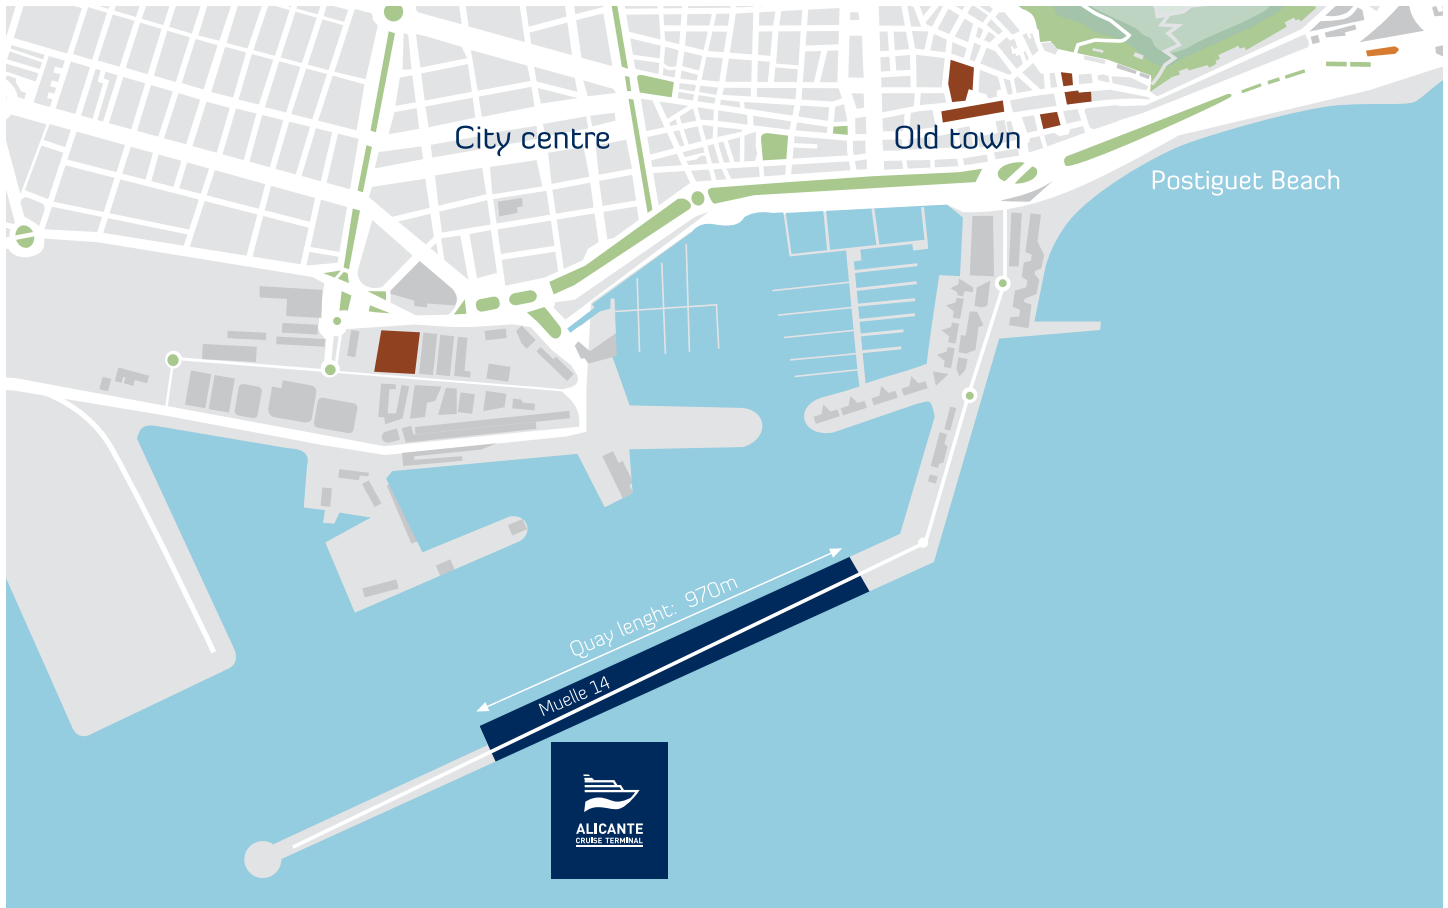 City centre
Old town
Postiguet Beach
Quay lenght: 970m
Muelle 14
ALICANTE
CRUISE TERMINAL